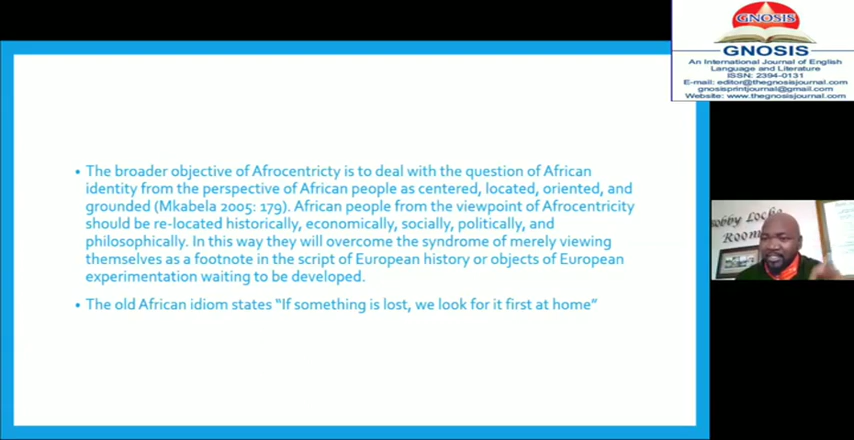 GNOSIS
GNOSIS
An International Journal of English
Language and Literature
ISSN: 2394-0131
E-mail: editor@thegnosisjournal.com
gnosisprintjournal@gmail.com
Website: www.thegnosisjournal.com
• The broader objective of Afrocentricty is to deal with the question of African
identity from the perspective of African people as centered, located, oriented, and
grounded (Mkabela 2005: 179). African people from the viewpoint of Afrocentricity
should be re-located historically, economically, socially, politically, and
philosophically. In this way they will overcome the syndrome of merely viewing
themselves as a footnote in the script of European history or objects of European
experimentation waiting to be developed.
• The old African idiom states “If something is lost, we look for it first at home”
obby Locke
Room